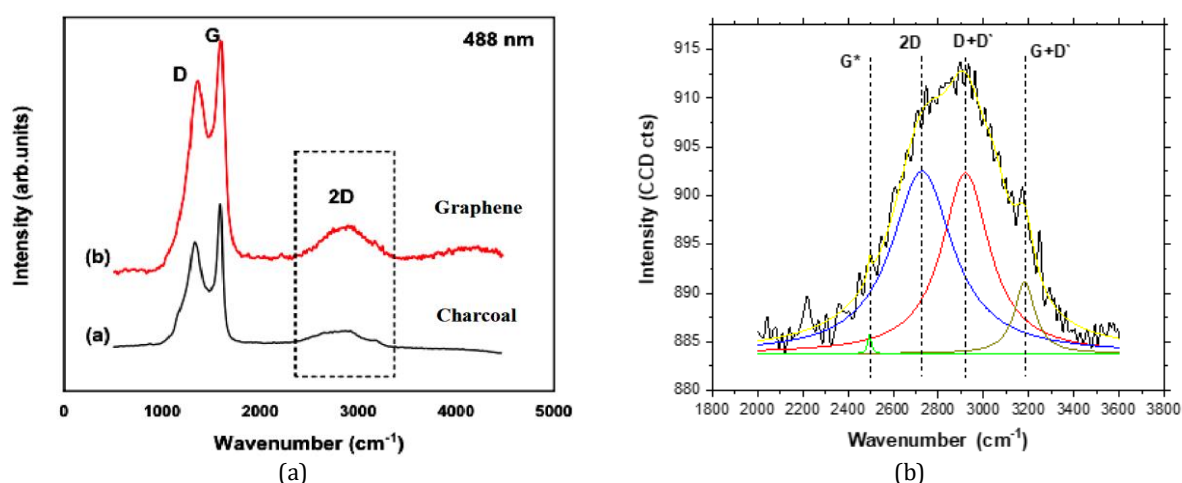 488 nm
G
D
2D
Graphene
(b)
Charcoal
(a)
Intensity (arb.units)
0 1000 2000 3000 4000 5000
Wavenumber (cm⁻¹)
(a)
915
910
905
900
895
890
885
880
G* 2D D+D` G+D`
Intensity (CCD cts)
1800 2000 2200 2400 2600 2800 3000 3200 3400 3600 3800
Wavenumber (cm⁻¹)
(b)